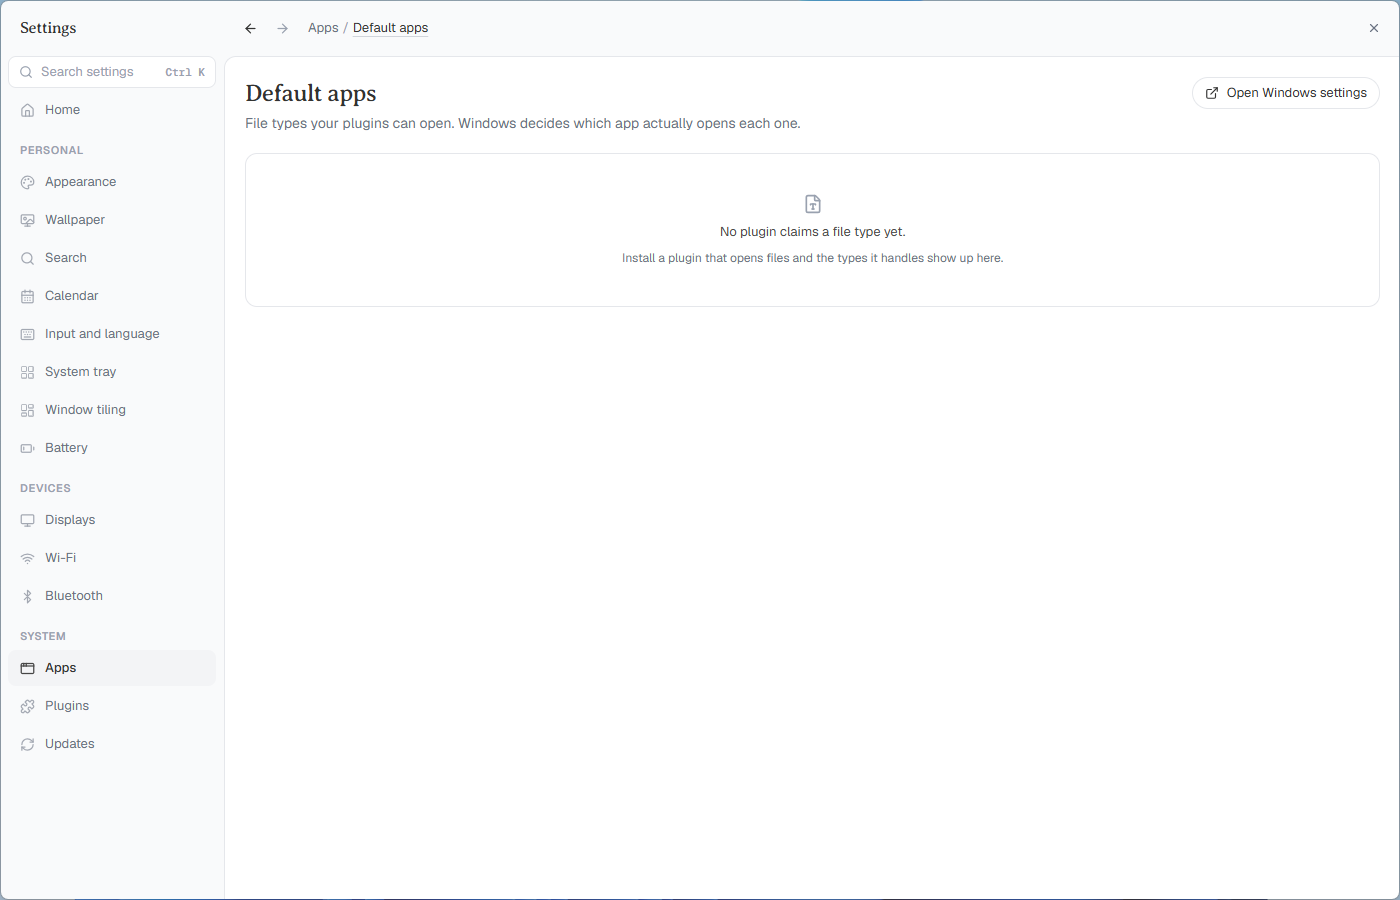 Settings
Apps / Default apps
Search settings Ctrl K
Home
PERSONAL
Appearance
Wallpaper
Search
Calendar
Input and language
System tray
Window tiling
Battery
DEVICES
Displays
Wi-Fi
Bluetooth
SYSTEM
Apps
Plugins
Updates
Default apps
Open Windows settings
File types your plugins can open. Windows decides which app actually opens each one.
No plugin claims a file type yet.
Install a plugin that opens files and the types it handles show up here.